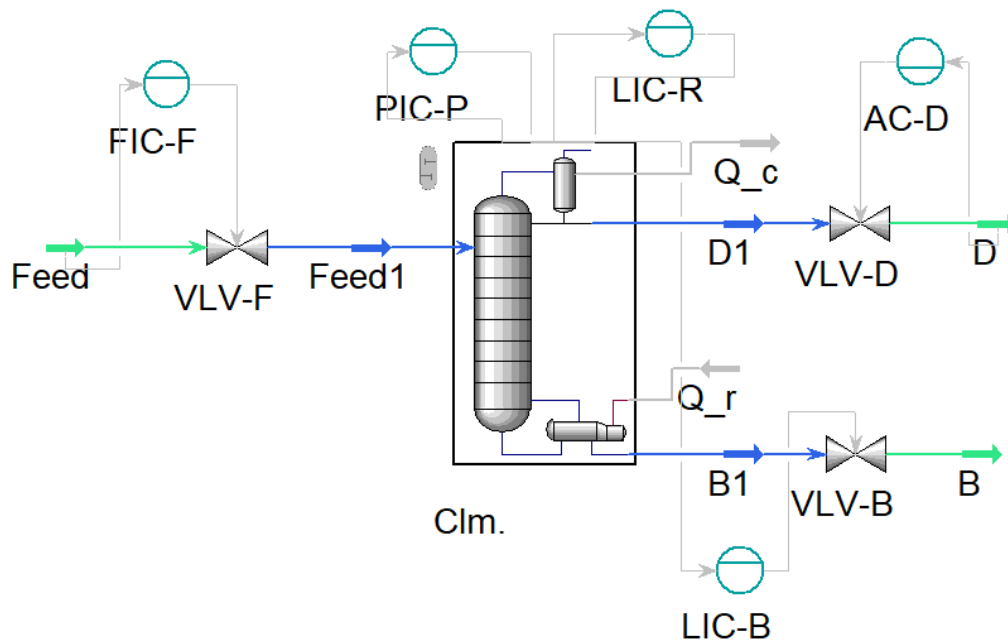 FIC-F
PIC-P
LIC-R
AC-D
Q_c
Feed
VLV-F
Feed1
D1
VLV-D
D
Q_r
B1
VLV-B
B
Clm.
LIC-B